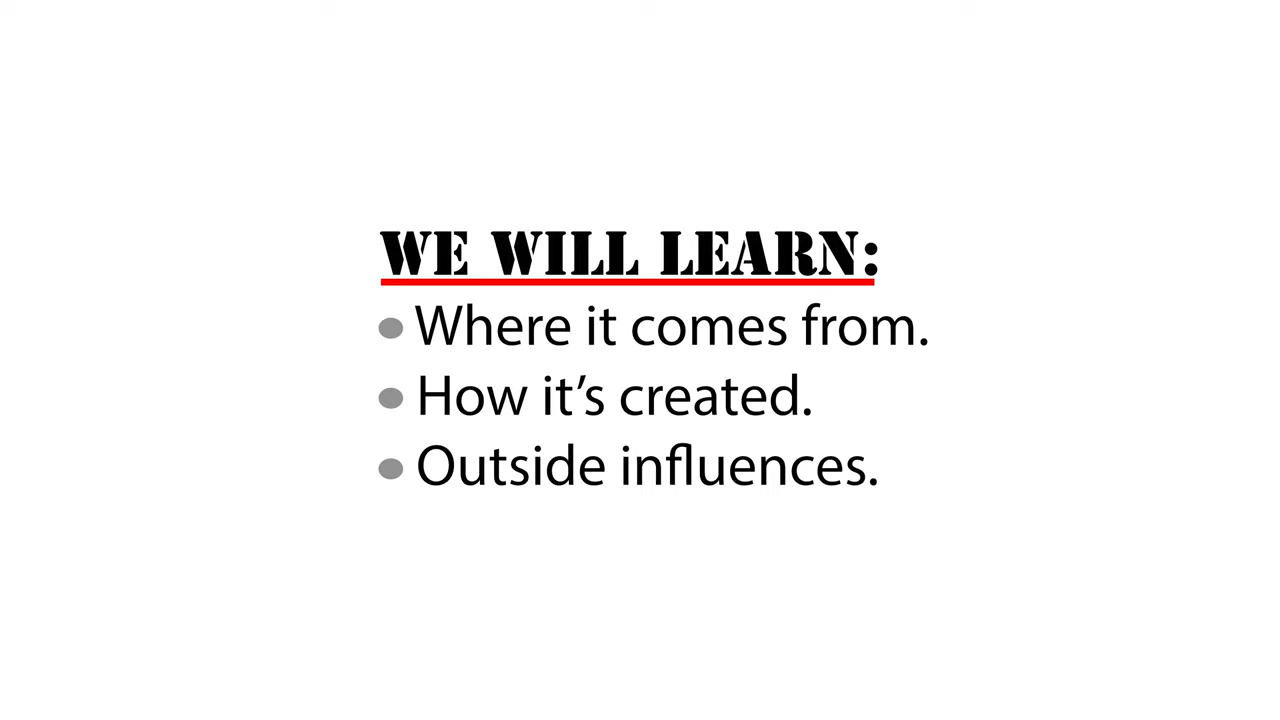 WE WILL LEARN:
• Where it comes from.
• How it’s created.
• Outside influences.